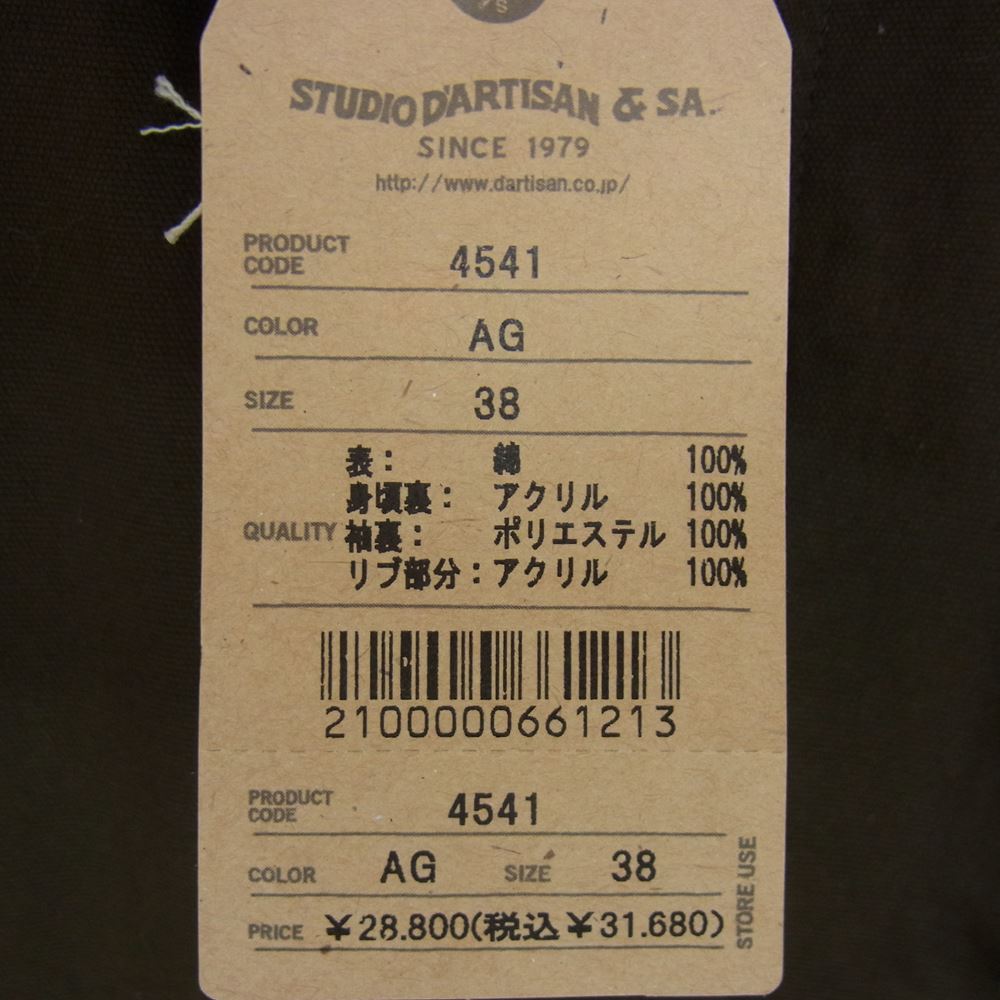 STUDIO D'ARTISAN & SA.
SINCE 1979
http://www.dartisan.co.jp/
PRODUCT CODE 4541
COLOR AG
SIZE 38
QUALITY
表: 綿 100%
身頃裏: アクリル 100%
袖裏: ポリエステル 100%
リブ部分:アクリル 100%
2100000661213
PRODUCT CODE 4541
COLOR AG SIZE 38
PRICE ¥28.800(税込¥31.680)
STORE USE